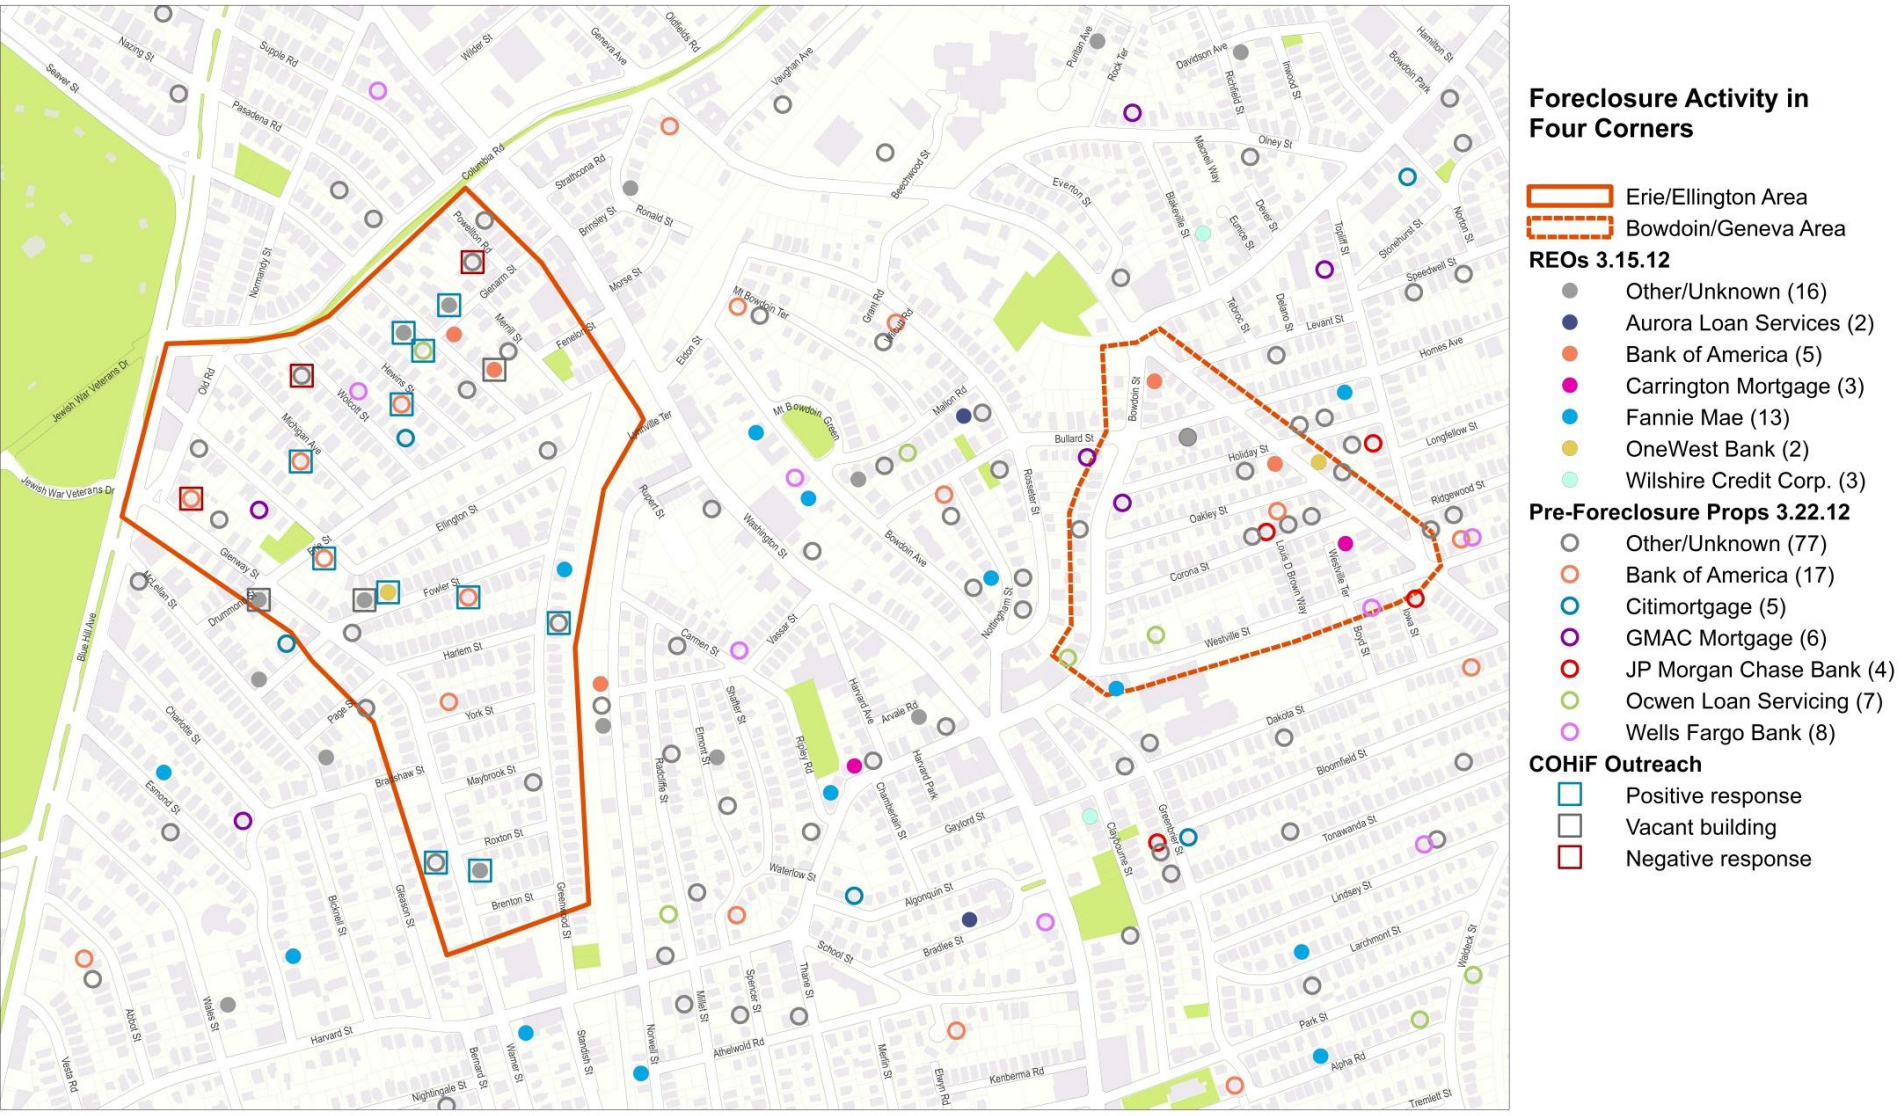 Foreclosure Activity in
Four Corners
Erie/Ellington Area
Bowdoin/Geneva Area
REOs 3.15.12
Other/Unknown (16)
Aurora Loan Services (2)
Bank of America (5)
Carrington Mortgage (3)
Fannie Mae (13)
OneWest Bank (2)
Wilshire Credit Corp. (3)
Pre-Foreclosure Props 3.22.12
Other/Unknown (77)
Bank of America (17)
Citimortgage (5)
GMAC Mortgage (6)
JP Morgan Chase Bank (4)
Ocwen Loan Servicing (7)
Wells Fargo Bank (8)
COHiF Outreach
Positive response
Vacant building
Negative response
Nazing St
Seaver St
Supple Rd
Pasadena Rd
Wilder St
Geneva Ave
Oldfields Rd
Vaughan Ave
Puritan Ave
Rock Ter
Davidson Ave
Richfield St
Inwood St
Bowdoin Park
Hamilton St
Olney St
Macneil Way
Columbia Rd
Strathcona Rd
Brinsley St
Ronald St
Morse St
Beechwood St
Everton St
Blakeville St
Eunice St
Dever St
Topliff St
Stonehurst St
Norton St
Speedwell St
Normandy St
Powellton Rd
Glenarm St
Merrill St
Fenelon St
Mt Bowdoin Ter
Grant Rd
Eldon St
Tebroc St
Delano St
Levant St
Homes Ave
Jewish War Veterans Dr
Old Rd
Hewins St
Wolcott St
Michigan Ave
Mt Bowdoin Green
Malion Rd
Bullard St
Bowdoin St
Holiday St
Longfellow St
Jewish War Veterans Dr
Ellington St
Rupert St
Washington St
Bowdoin Ave
Rosseter St
Oakley St
Ridgewood St
Glenway St
McLellan St
Fowler St
Corona St
Louis D Brown Way
Westville Ter
Blue Hill Ave
Harlem St
Carmen St
Vassar St
Nottingham St
Westville St
Boyd St
Iowa St
Charlotte St
Page St
York St
Shafter St
Harvard Ave
Arvale Rd
Dakota St
Esmond St
Bradshaw St
Maybrook St
Radcliffe St
Elmont St
Ripley Rd
Harvard Park
Chamberlain St
Bloomfield St
Roxton St
Gaylord St
Claybourne St
Greenbrier St
Tonawanda St
Bicknell St
Gleason St
Brenton St
Greenwood St
Waterlow St
Algonquin St
Lindsey St
Bradlee St
School St
Larchmont St
Waldeck St
Abbot St
Wales St
Harvard St
Millet St
Spencer St
Thane St
Park St
Vesta Rd
Bernard St
Warner St
Standish St
Norwell St
Athelwold Rd
Merlin St
Elwyn Rd
Kenberma Rd
Alpha Rd
Nightingale St
Tremlett St